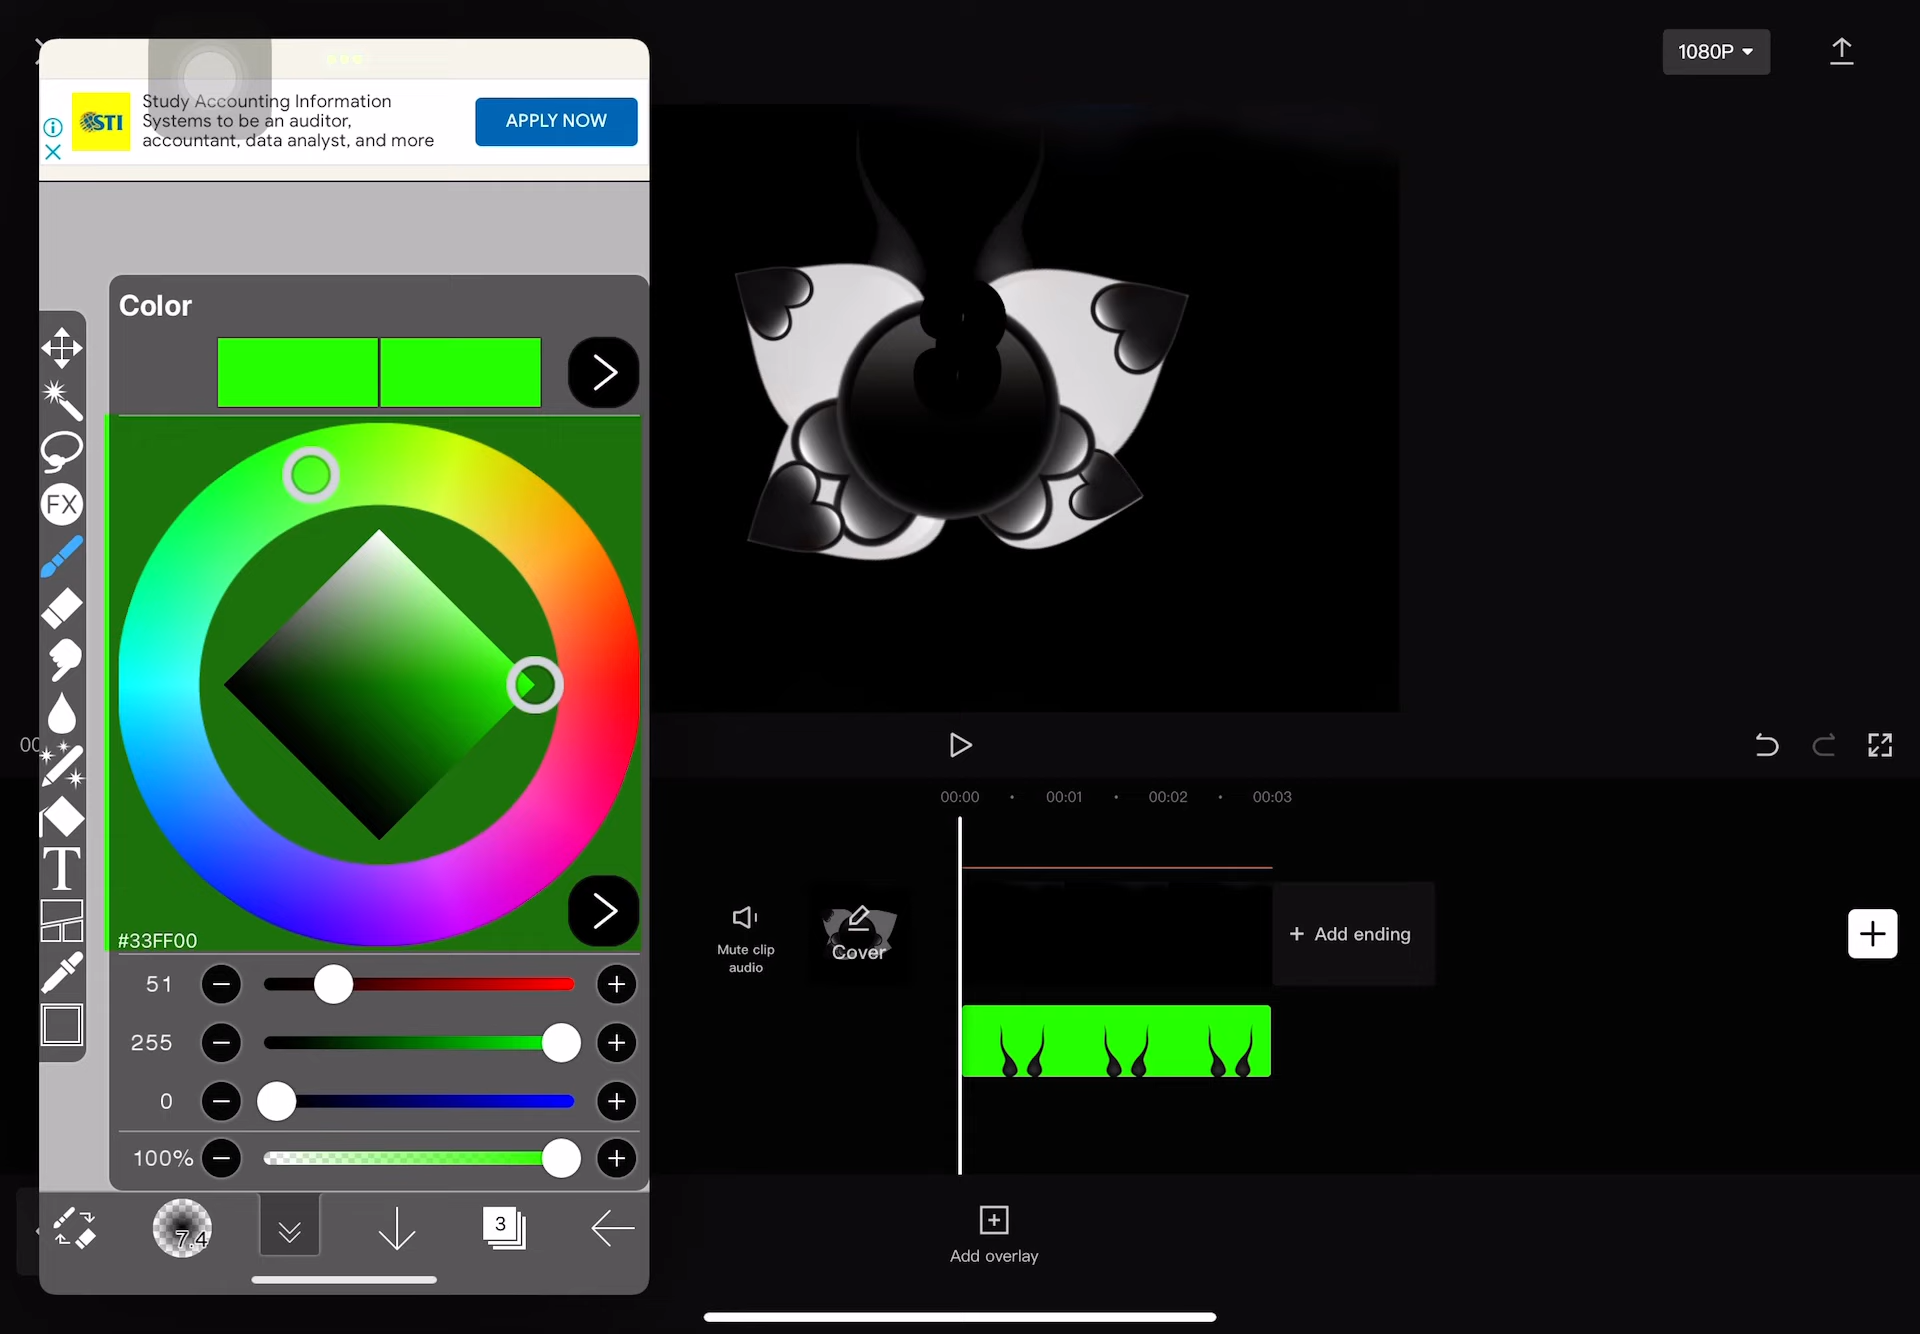 1080P
STI
Study Accounting Information
Systems to be an auditor,
accountant, data analyst, and more
APPLY NOW
Color
FX
T
#33FF00
51
255
0
100%
7.4
3
00
00:00
00:01
00:02
00:03
Mute clip
audio
Cover
+ Add ending
Add overlay